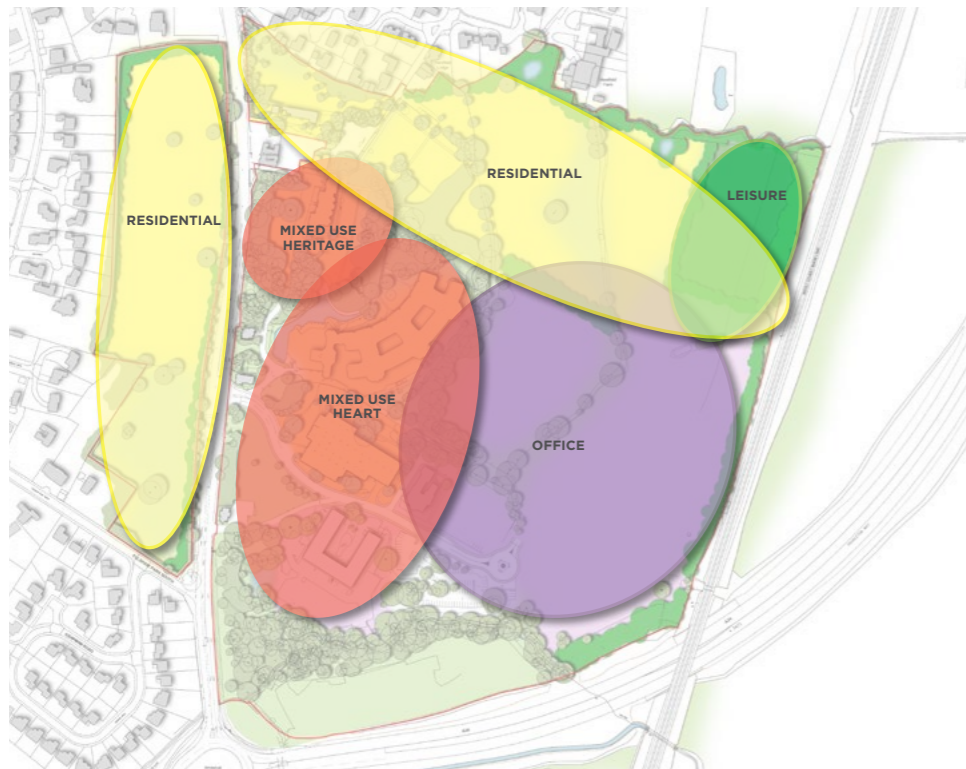 RESIDENTIAL
LEISURE
RESIDENTIAL
MIXED USE
HERITAGE
MIXED USE
HEART
OFFICE